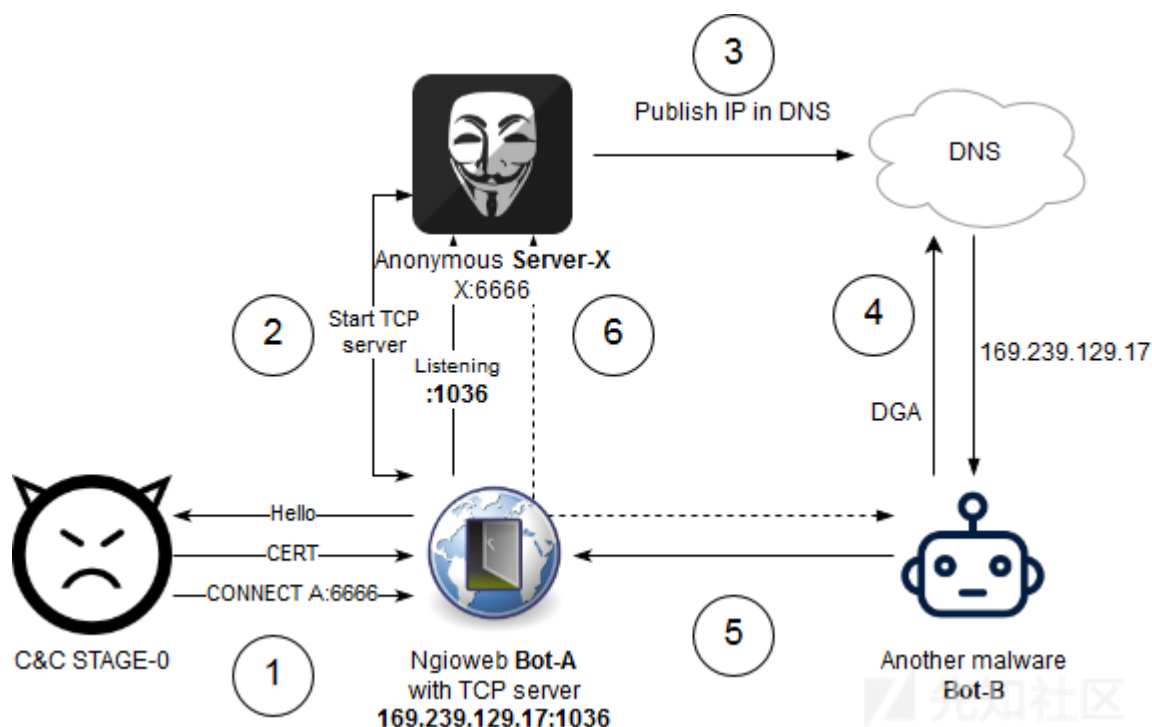 3
Publish IP in DNS
DNS
Anonymous Server-X
X:6666
2
Start TCP
server
6
4
169.239.129.17
Listening
:1036
DGA
Hello
CERT
CONNECT A:6666
5
C&C STAGE-0
1
Ngioweb Bot-A
with TCP server
169.239.129.17:1036
Another malware
Bot-B
先知社区